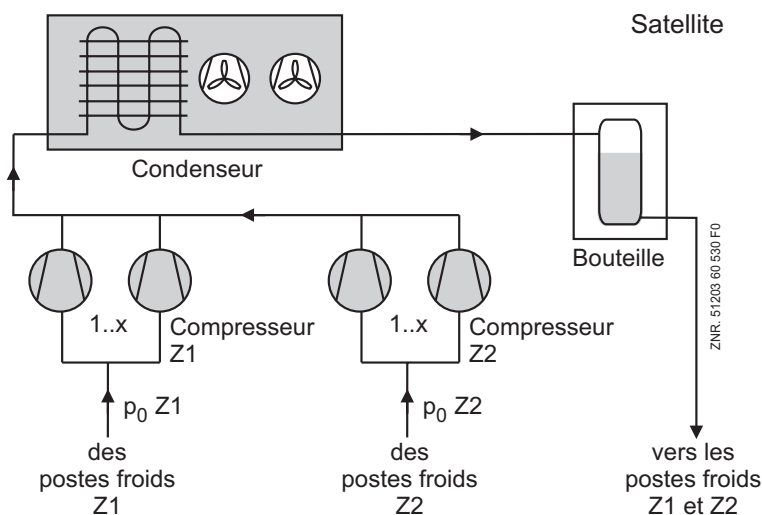 Satellite
Condenseur
Bouteille
ZNR. 51203 60 530 F0
1..x
Compresseur
Z1
1..x
Compresseur
Z2
p0 Z1
p0 Z2
des
postes froids
Z1
des
postes froids
Z2
vers les
postes froids
Z1 et Z2